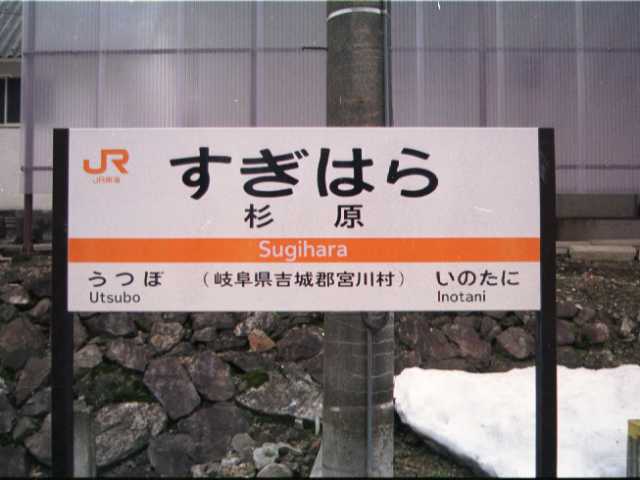 JR
JR東海
すぎはら
杉原
Sugihara
うつぼ (岐阜県吉城郡宮川村) いのたに
Utsubo Inotani